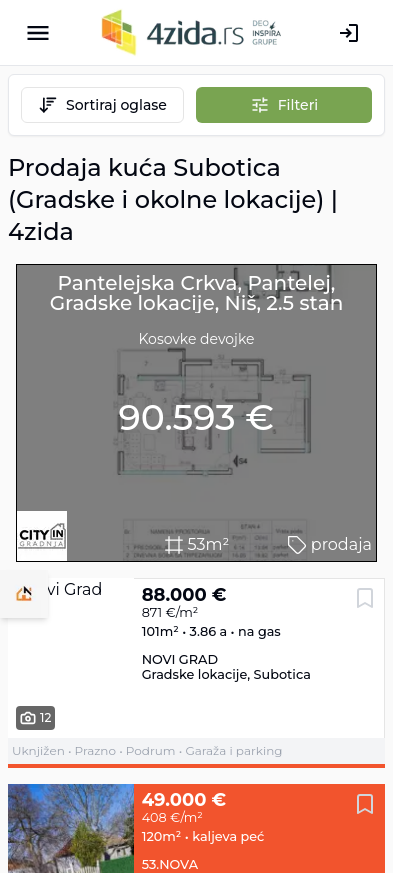 4zida.rs
DEO
INSPIRA
GRUPE
Sortiraj oglase
Filteri
Prodaja kuća Subotica
(Gradske i okolne lokacije) |
4zida
Pantelejska Crkva, Pantelej,
Gradske lokacije, Niš, 2.5 stan
Kosovke devojke
90.593 €
CITY IN
GRADNJA
53m²
prodaja
vi Grad
88.000 €
871 €/m²
101m² • 3.86 a • na gas
NOVI GRAD
Gradske lokacije, Subotica
12
Uknjižen • Prazno • Podrum • Garaža i parking
49.000 €
408 €/m²
120m² • kaljeva peć
53.NOVA